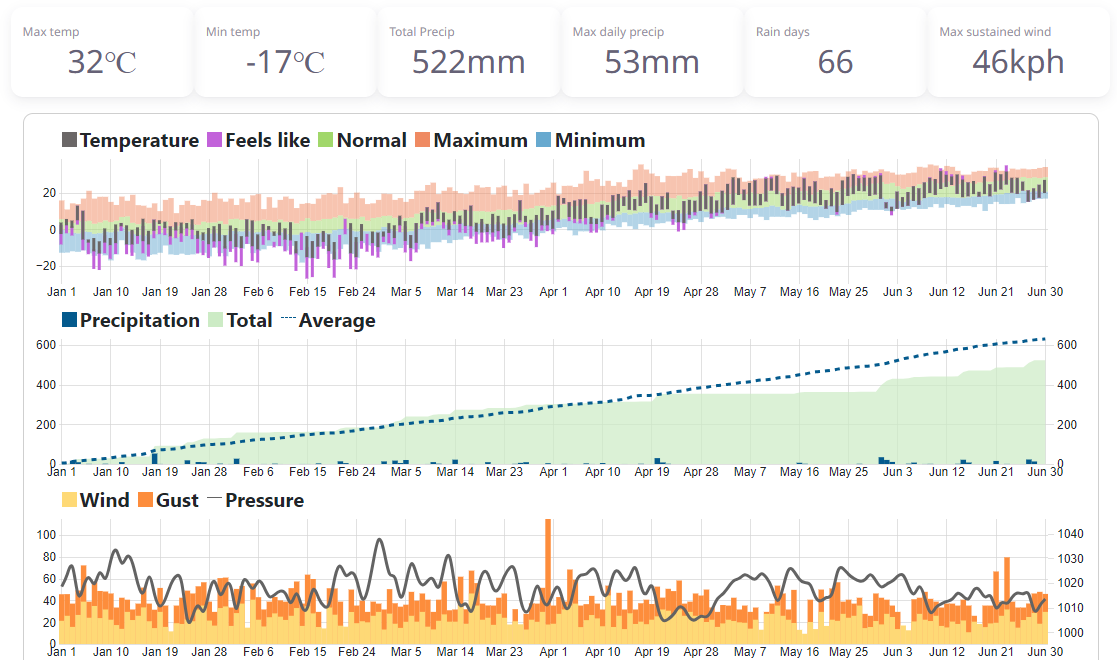 Max temp Min temp Total Precip Max daily precip Rain days Max sustained wind
32°C -17°C 522mm 53mm 66 46kph
Temperature Feels like Normal Maximum Minimum
20
0
−20
Jan 1 Jan 10 Jan 19 Jan 28 Feb 6 Feb 15 Feb 24 Mar 5 Mar 14 Mar 23 Apr 1 Apr 10 Apr 19 Apr 28 May 7 May 16 May 25 Jun 3 Jun 12 Jun 21 Jun 30
Precipitation Total Average
600 600
400 400
200 200
0 0
Jan 1 Jan 10 Jan 19 Jan 28 Feb 6 Feb 15 Feb 24 Mar 5 Mar 14 Mar 23 Apr 1 Apr 10 Apr 19 Apr 28 May 7 May 16 May 25 Jun 3 Jun 12 Jun 21 Jun 30
Wind Gust Pressure
100 1040
80 1030
60 1020
40 1010
20 1000
0
Jan 1 Jan 10 Jan 19 Jan 28 Feb 6 Feb 15 Feb 24 Mar 5 Mar 14 Mar 23 Apr 1 Apr 10 Apr 19 Apr 28 May 7 May 16 May 25 Jun 3 Jun 12 Jun 21 Jun 30